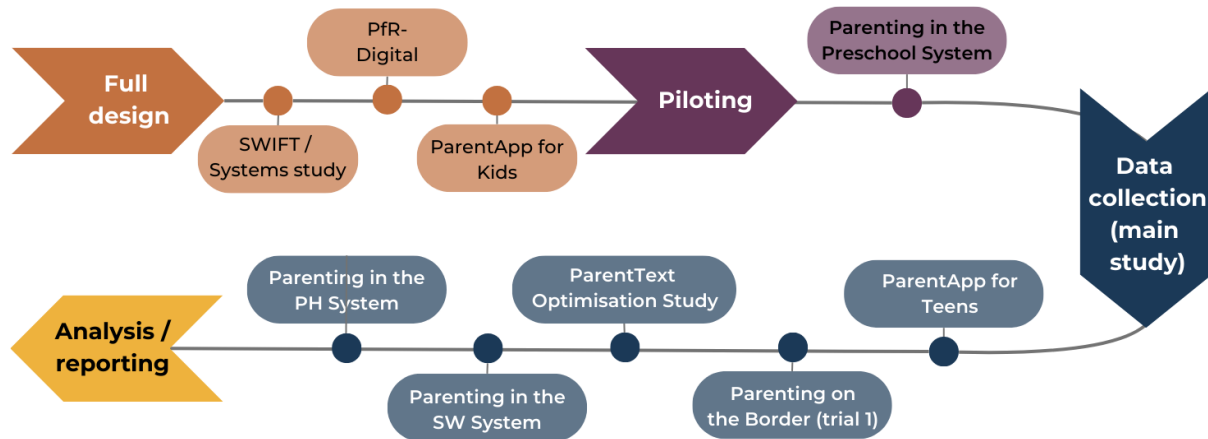 Full
design
SWIFT /
Systems study
PfR-
Digital
ParentApp for
Kids
Piloting
Parenting in the
Preschool System
Data
collection
(main
study)
ParentApp for
Teens
Parenting on
the Border (trial 1)
ParentText
Optimisation Study
Parenting in the
SW System
Parenting in the
PH System
Analysis /
reporting